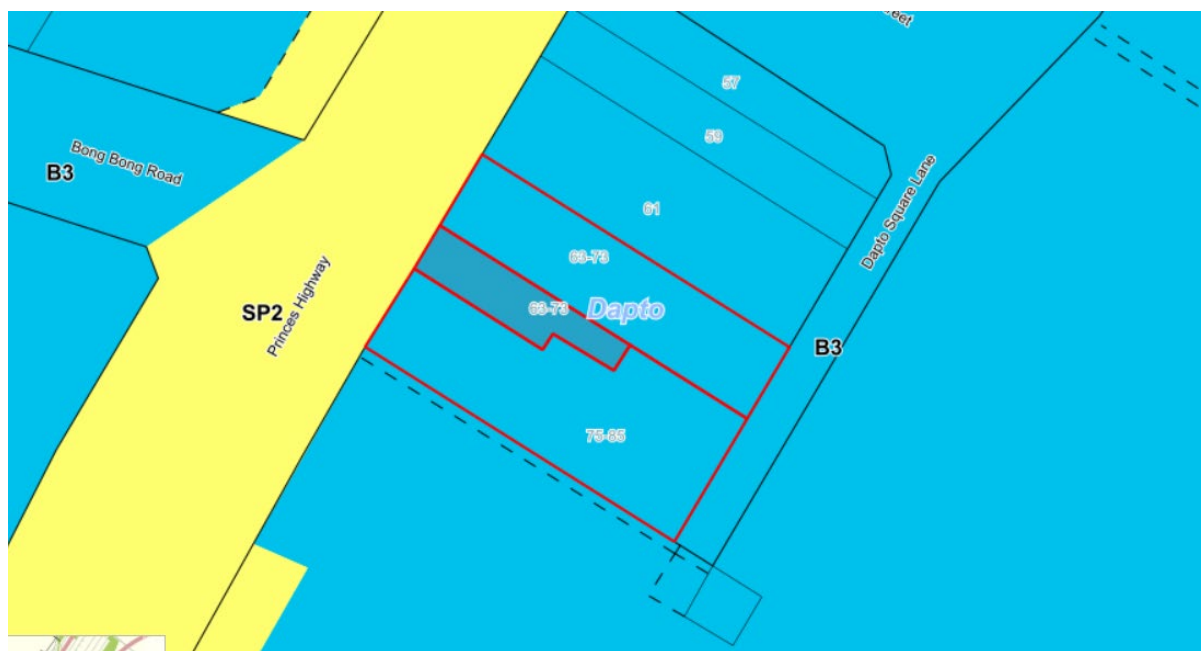 eet
57
59
Bong Bong Road
B3
61
Dapto Square Lane
63-73
63-73
Dapto
SP2
Princes Highway
B3
75-85